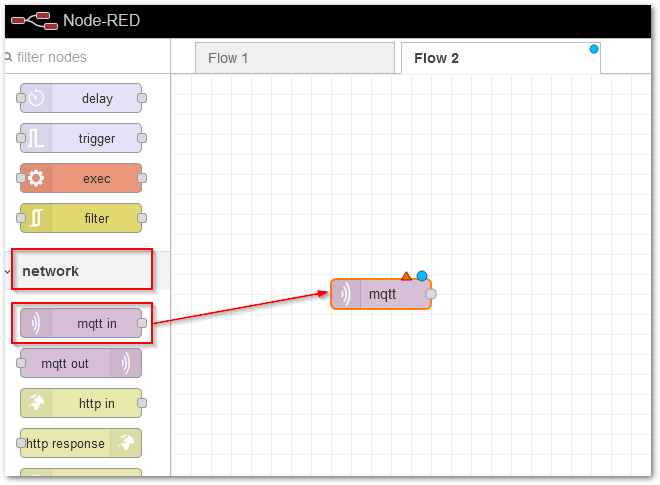 Node-RED
filter nodes
Flow 1
Flow 2
delay
trigger
exec
filter
network
mqtt in
mqtt
mqtt out
http in
http response